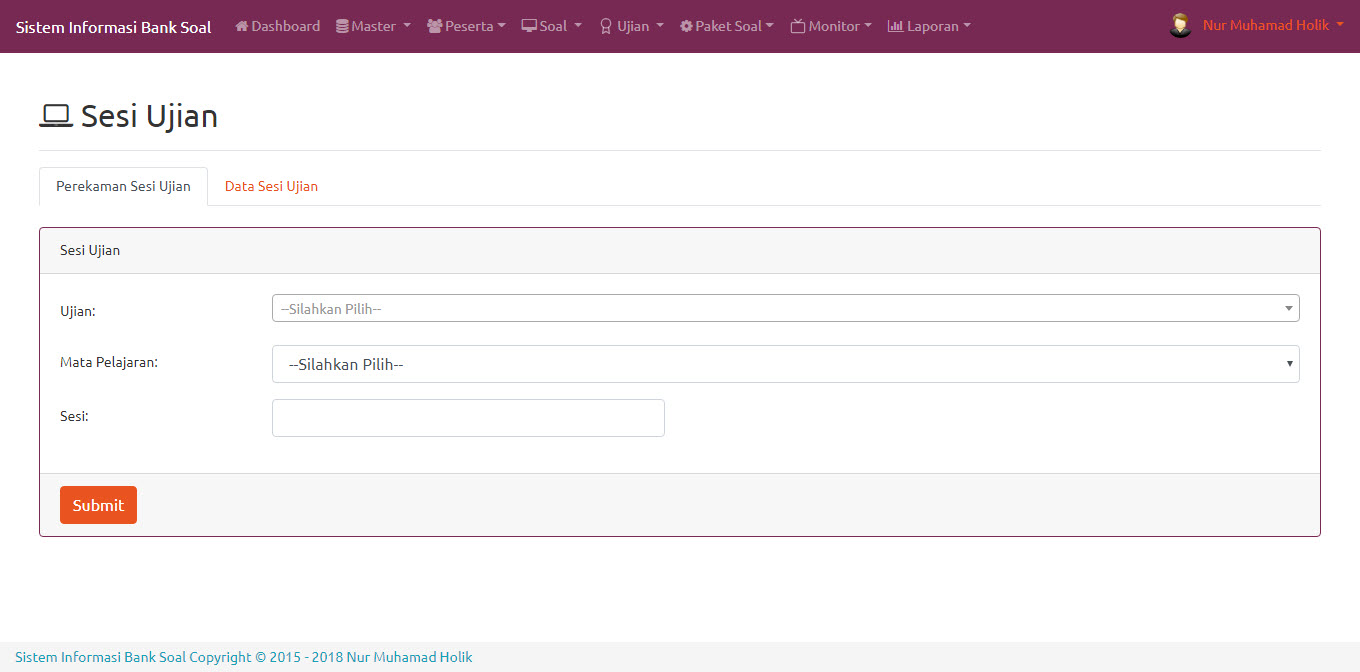 Sistem Informasi Bank Soal Dashboard Master Peserta Soal Ujian Paket Soal Monitor Laporan Nur Muhamad Holik
Sesi Ujian
Perekaman Sesi Ujian Data Sesi Ujian
Sesi Ujian
Ujian: --Silahkan Pilih--
Mata Pelajaran: --Silahkan Pilih--
Sesi:
Submit
Sistem Informasi Bank Soal Copyright © 2015 - 2018 Nur Muhamad Holik